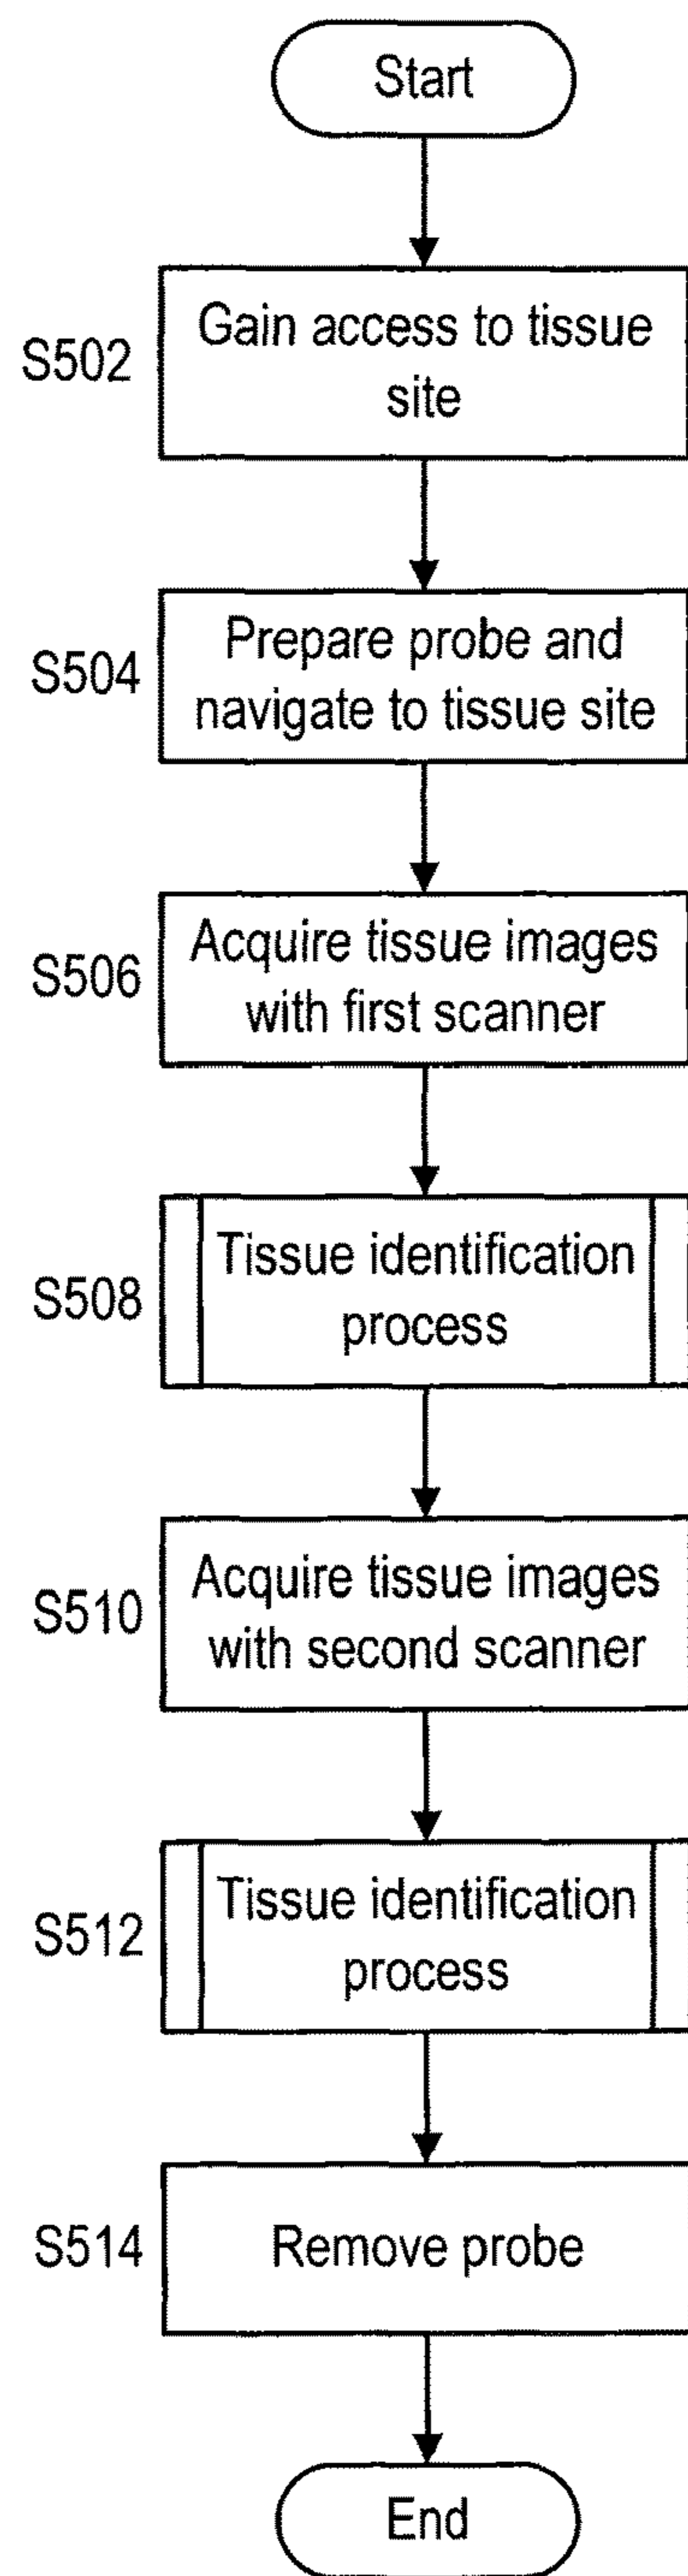 Start
S502
Gain access to tissue
site
S504
Prepare probe and
navigate to tissue site
S506
Acquire tissue images
with first scanner
S508
Tissue identification
process
S510
Acquire tissue images
with second scanner
S512
Tissue identification
process
S514
Remove probe
End